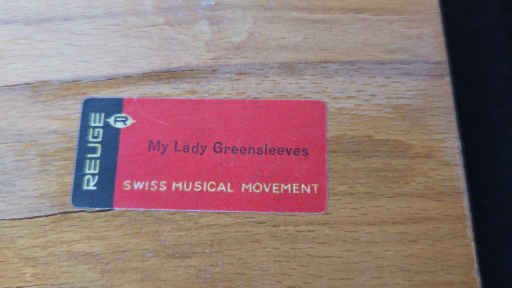 REUGE
R
My Lady Greensleeves
SWISS MUSICAL MOVEMENT